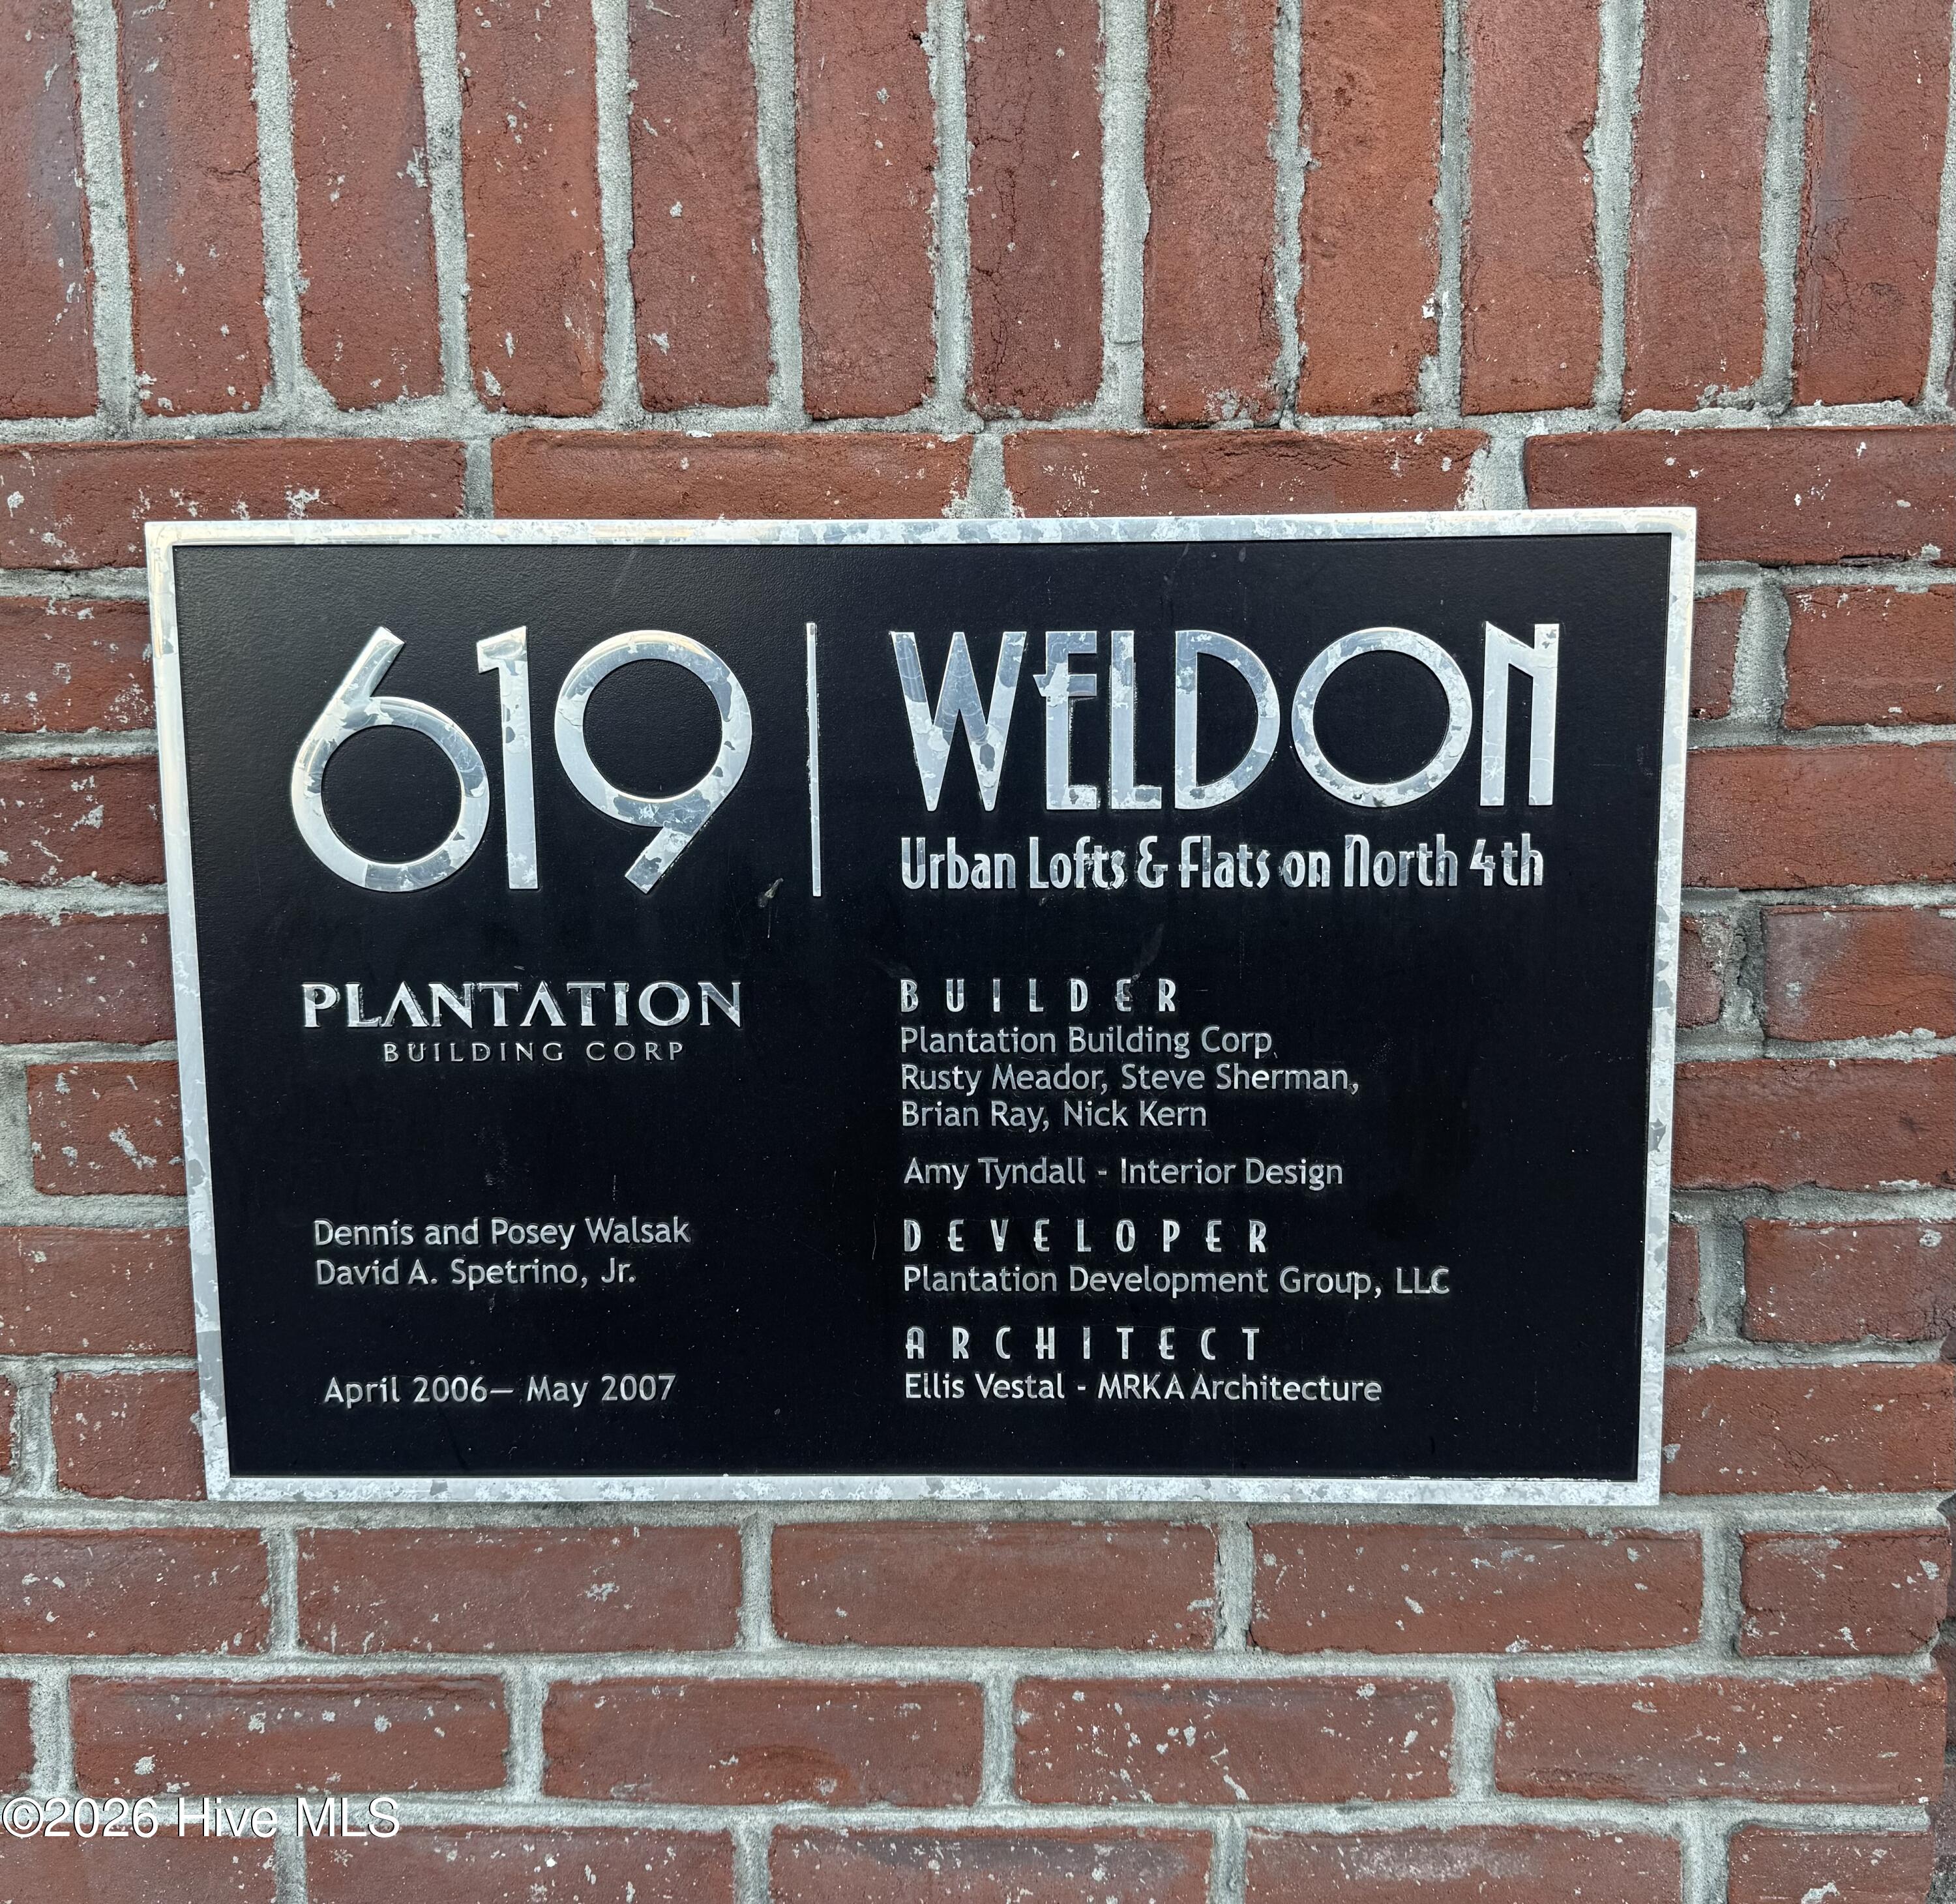 619 | WELDON
Urban Lofts & Flats on North 4th
PLANTATION
BUILDING CORP
Dennis and Posey Walsak
David A. Spetrino, Jr.
April 2006— May 2007
BUILDER
Plantation Building Corp
Rusty Meador, Steve Sherman,
Brian Ray, Nick Kern
Amy Tyndall - Interior Design
DEVELOPER
Plantation Development Group, LLC
ARCHITECT
Ellis Vestal - MRKA Architecture
©2026 Hive MLS